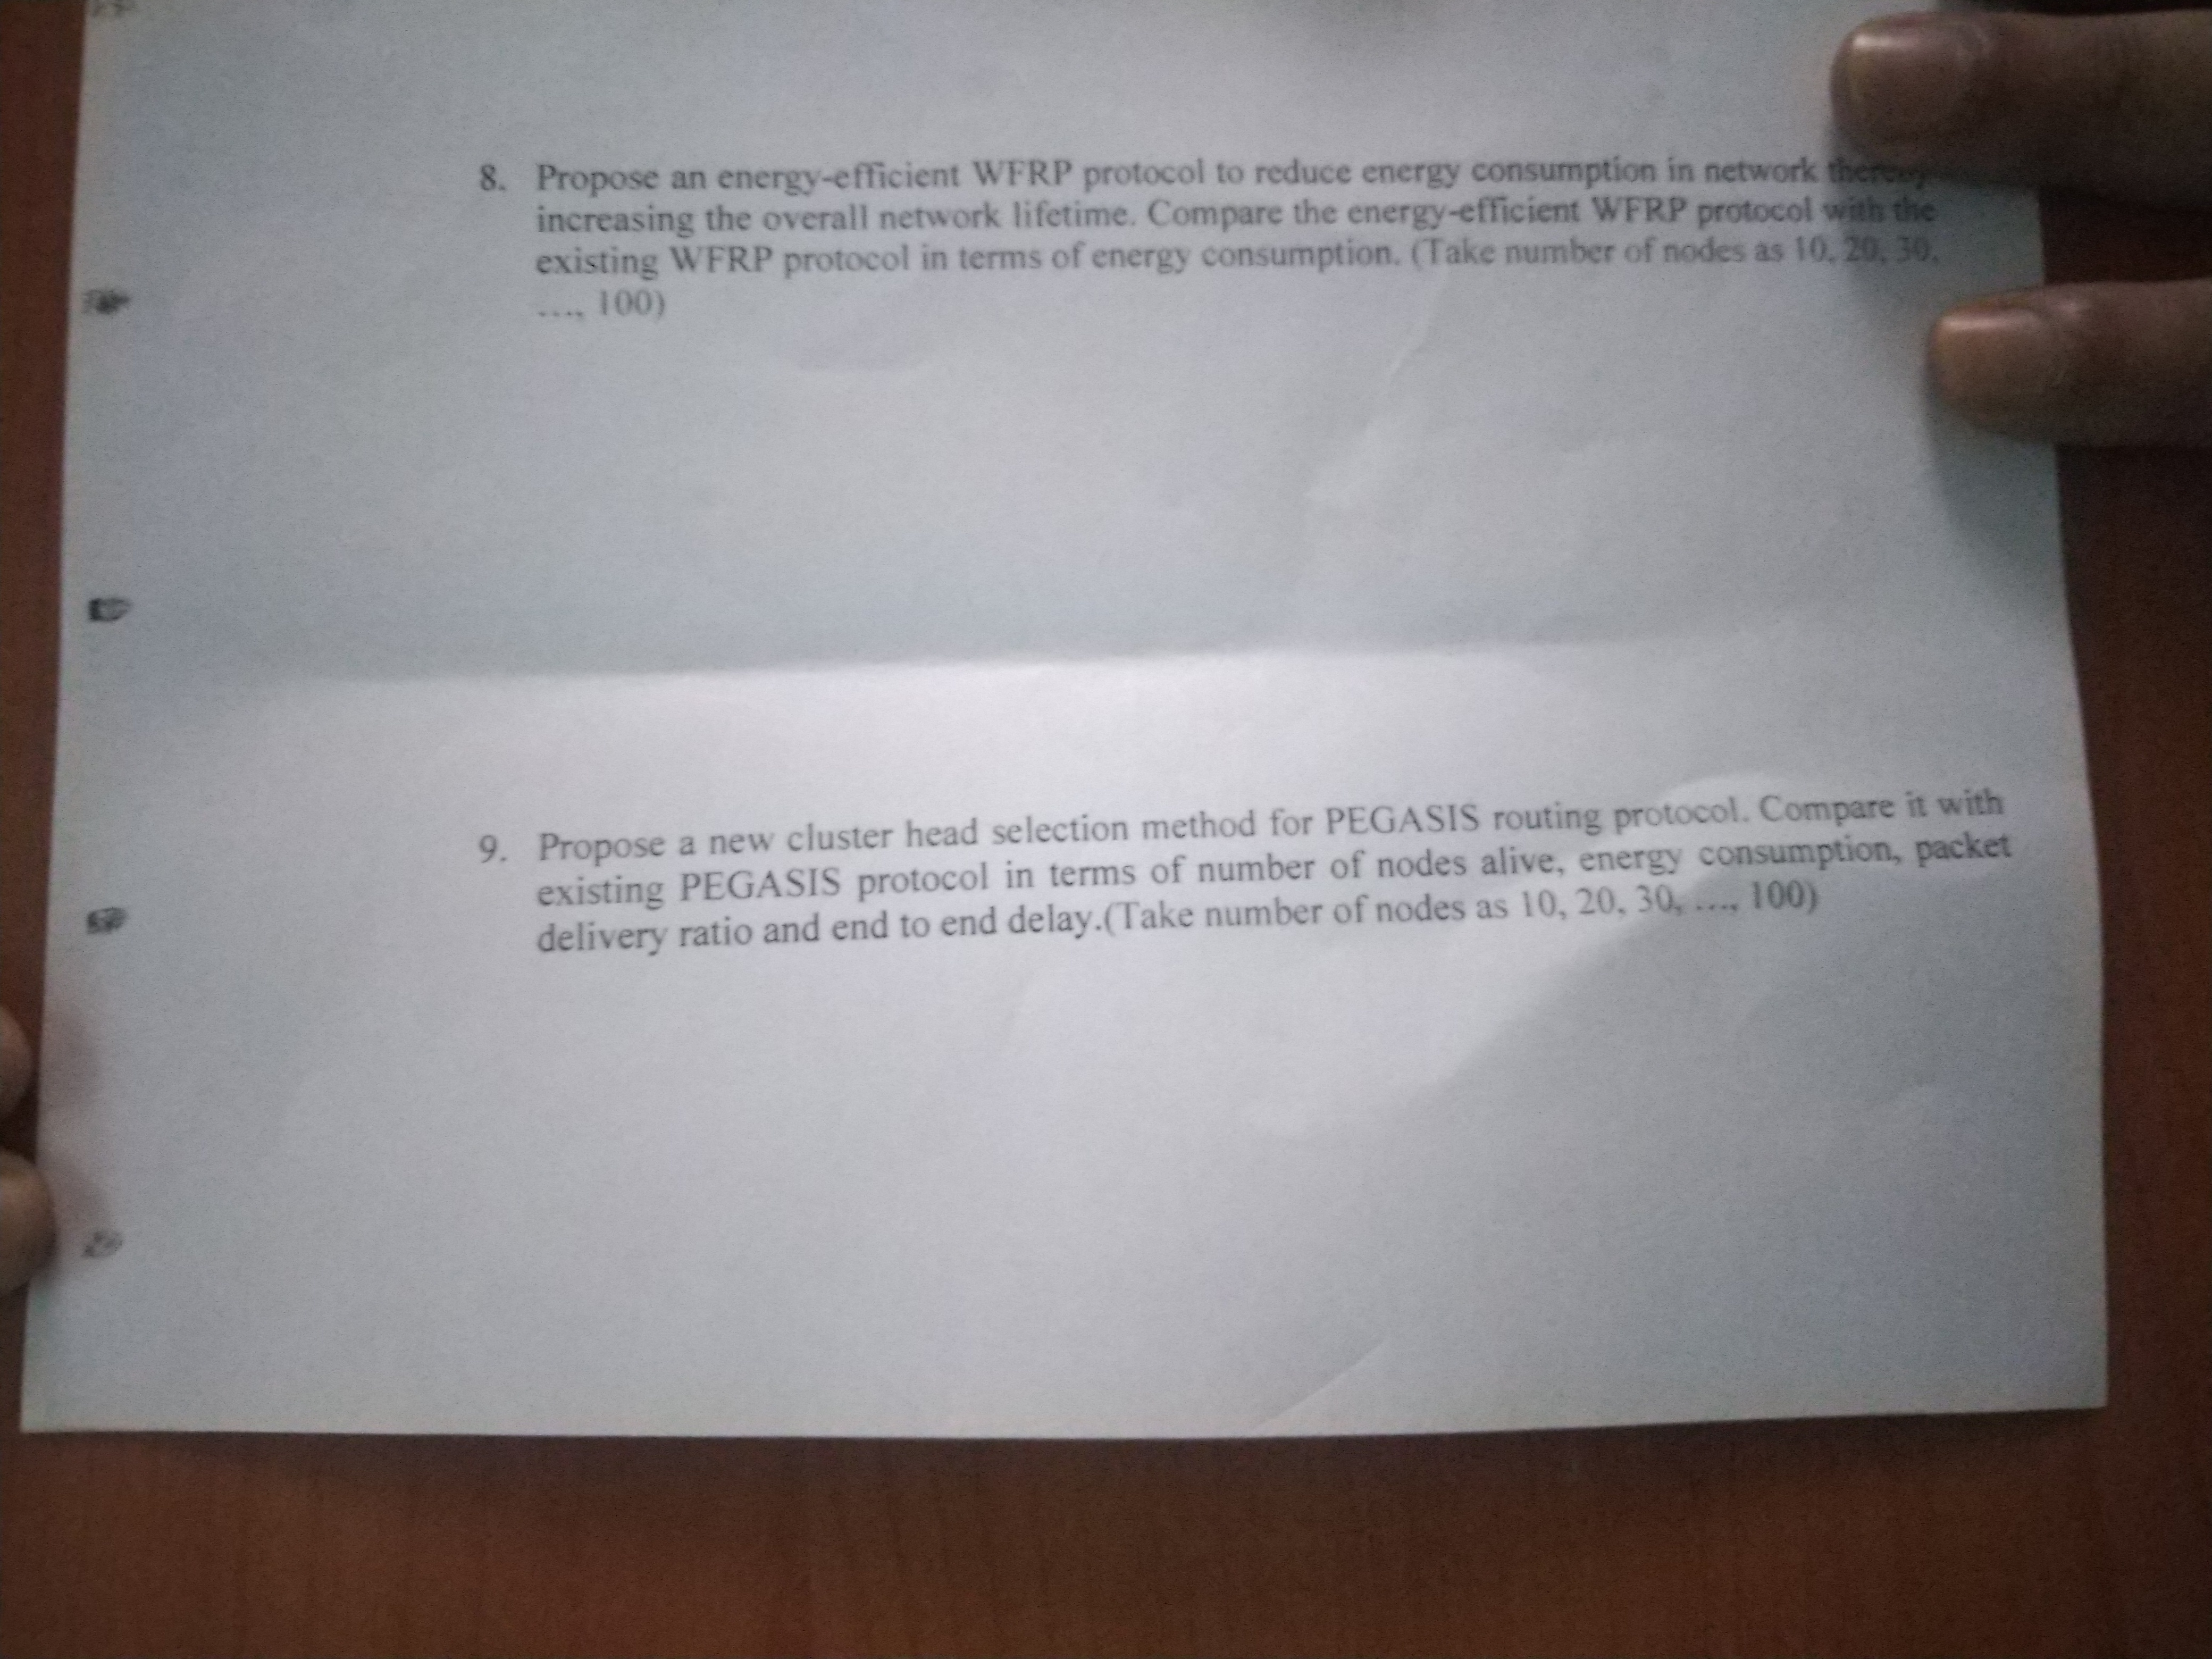 8. Propose an energy-efficient WFRP protocol to reduce energy consumption in network thereby
increasing the overall network lifetime. Compare the energy-efficient WFRP protocol with the
existing WFRP protocol in terms of energy consumption. (Take number of nodes as 10, 20, 30,
...., 100)
9. Propose a new cluster head selection method for PEGASIS routing protocol. Compare it with
existing PEGASIS protocol in terms of number of nodes alive, energy consumption, packet
delivery ratio and end to end delay.(Take number of nodes as 10, 20, 30, ...., 100)